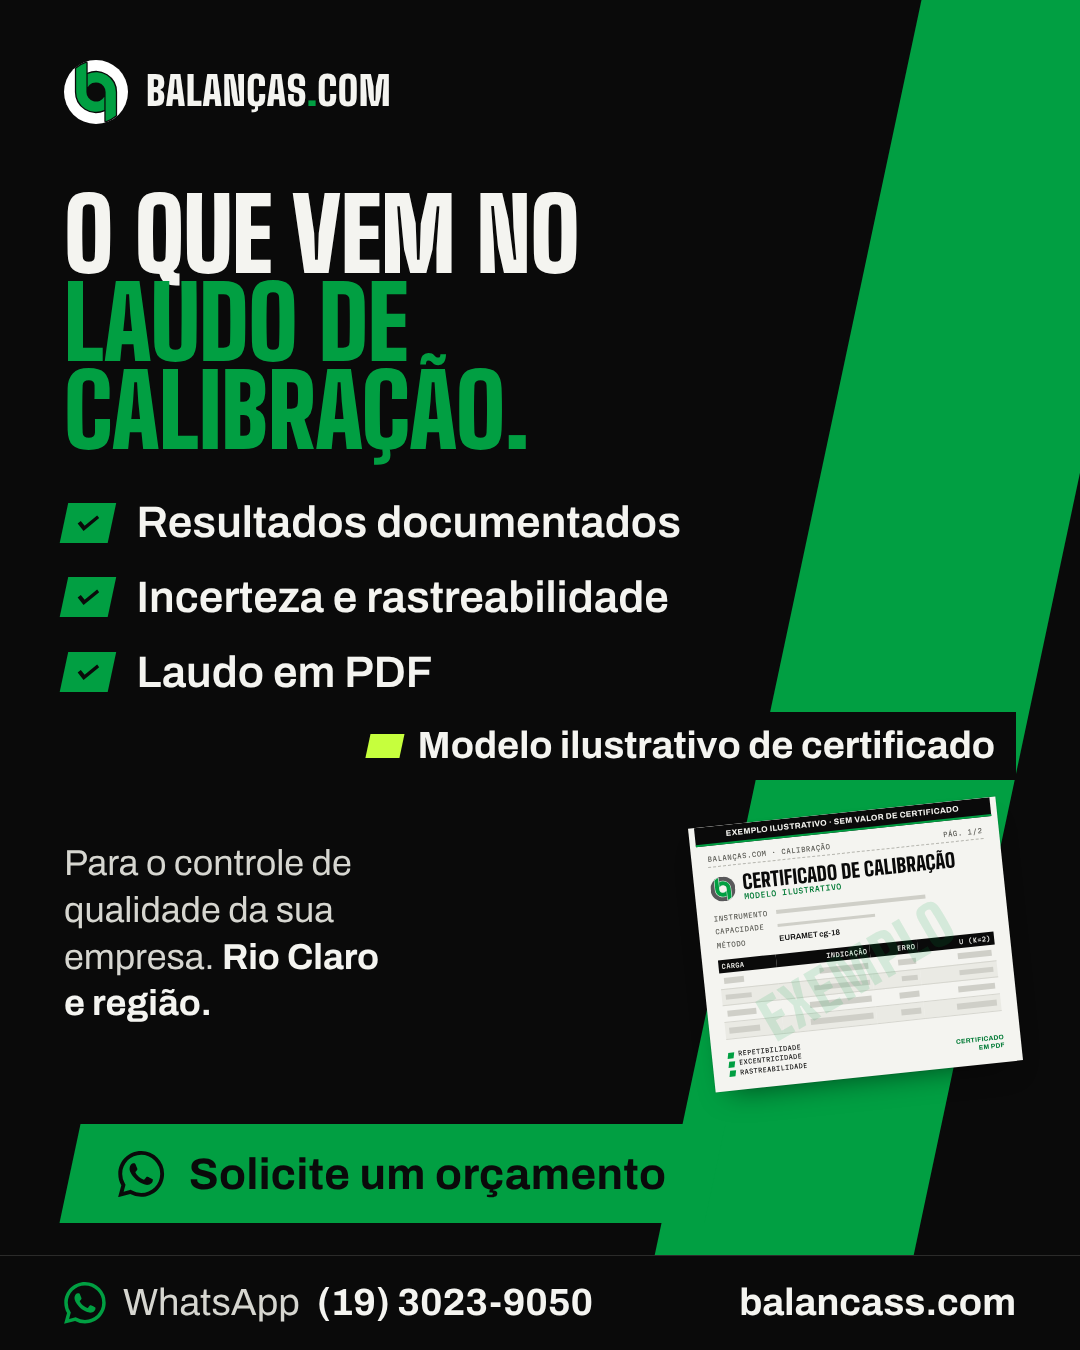 BALANÇAS.COM
O QUE VEM NO
LAUDO DE
CALIBRAÇÃO.
Resultados documentados
Incerteza e rastreabilidade
Laudo em PDF
Modelo ilustrativo de certificado
EXEMPLO ILUSTRATIVO · SEM VALOR DE CERTIFICADO
BALANÇAS.COM · CALIBRAÇÃO
PÁG. 1/2
CERTIFICADO DE CALIBRAÇÃO
MODELO ILUSTRATIVO
INSTRUMENTO
CAPACIDADE
MÉTODO EURAMET cg-18
CARGA INDICAÇÃO ERRO U (K=2)
EXEMPLO
REPETIBILIDADE
EXCENTRICIDADE
RASTREABILIDADE
CERTIFICADO
EM PDF
Para o controle de
qualidade da sua
empresa. Rio Claro
e região.
Solicite um orçamento
WhatsApp (19) 3023-9050
balancass.com